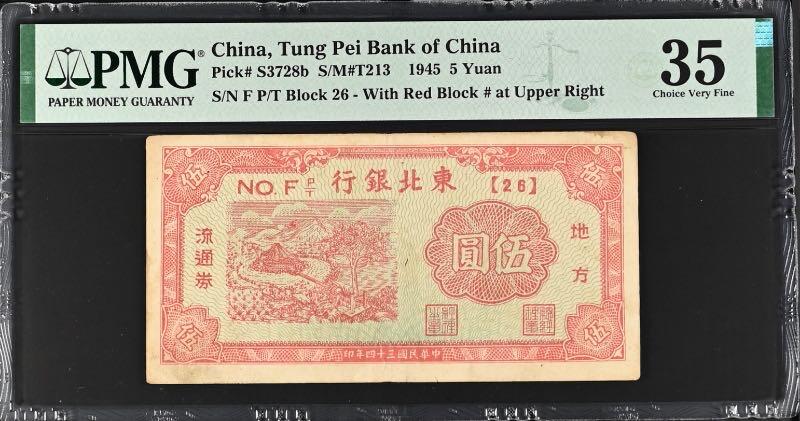 PMG®
PAPER MONEY GUARANTY
China, Tung Pei Bank of China
Pick# S3728b S/M#T213 1945 5 Yuan
S/N F P/T Block 26 - With Red Block # at Upper Right
35
Choice Very Fine
伍
伍
NO. F P/T
行銀北東
【26】
流通券
圓伍
地方
伍
伍
印年四十三國民華中